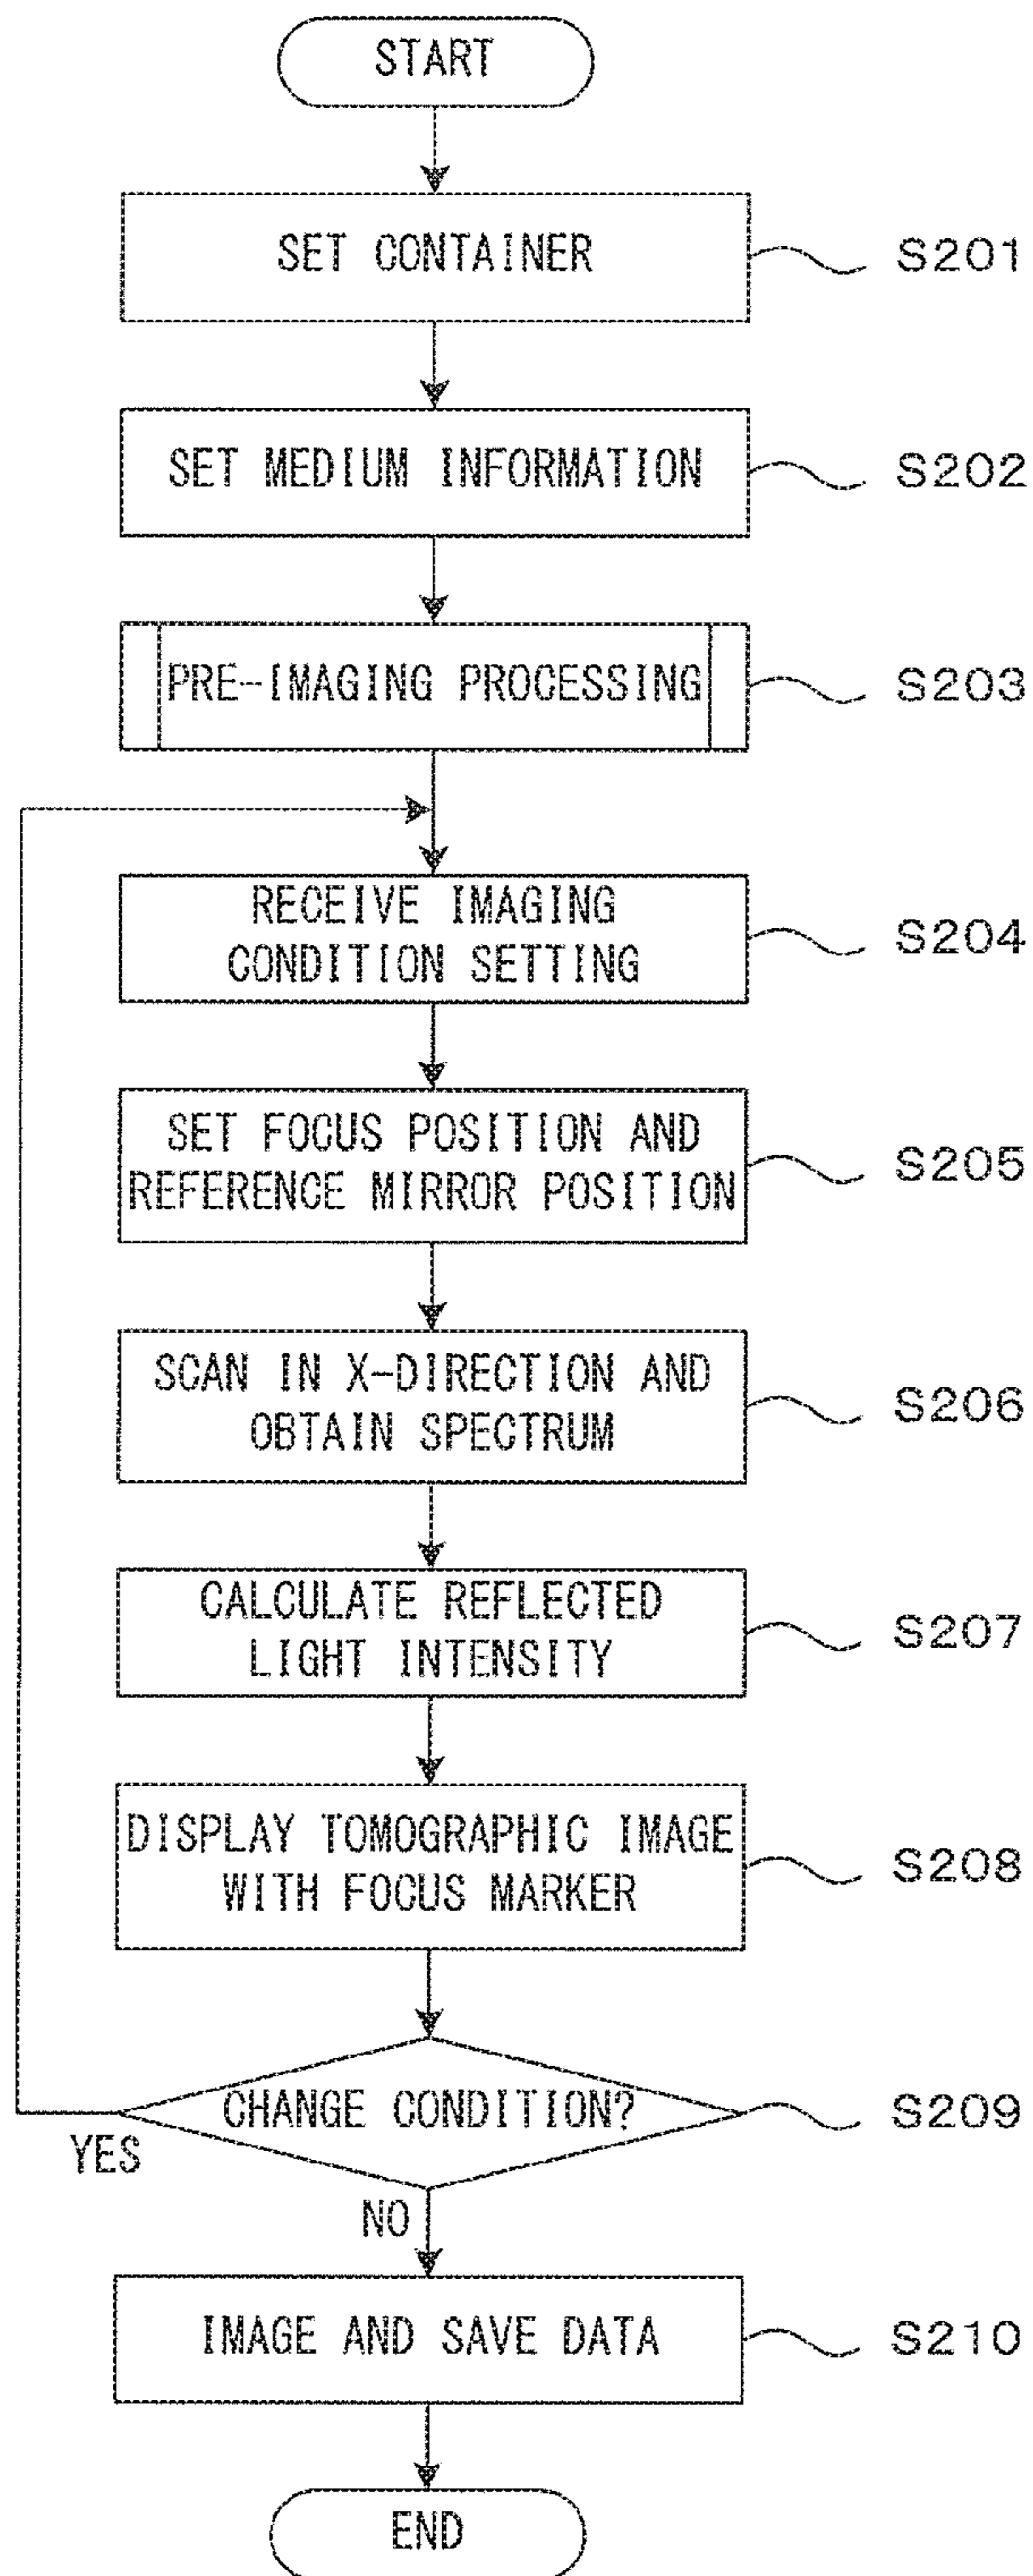 START
SET CONTAINER
S201
SET MEDIUM INFORMATION
S202
PRE-IMAGING PROCESSING
S203
RECEIVE IMAGING
CONDITION SETTING
S204
SET FOCUS POSITION AND
REFERENCE MIRROR POSITION
S205
SCAN IN X-DIRECTION AND
OBTAIN SPECTRUM
S206
CALCULATE REFLECTED
LIGHT INTENSITY
S207
DISPLAY TOMOGRAPHIC IMAGE
WITH FOCUS MARKER
S208
CHANGE CONDITION?
S209
YES
NO
IMAGE AND SAVE DATA
S210
END